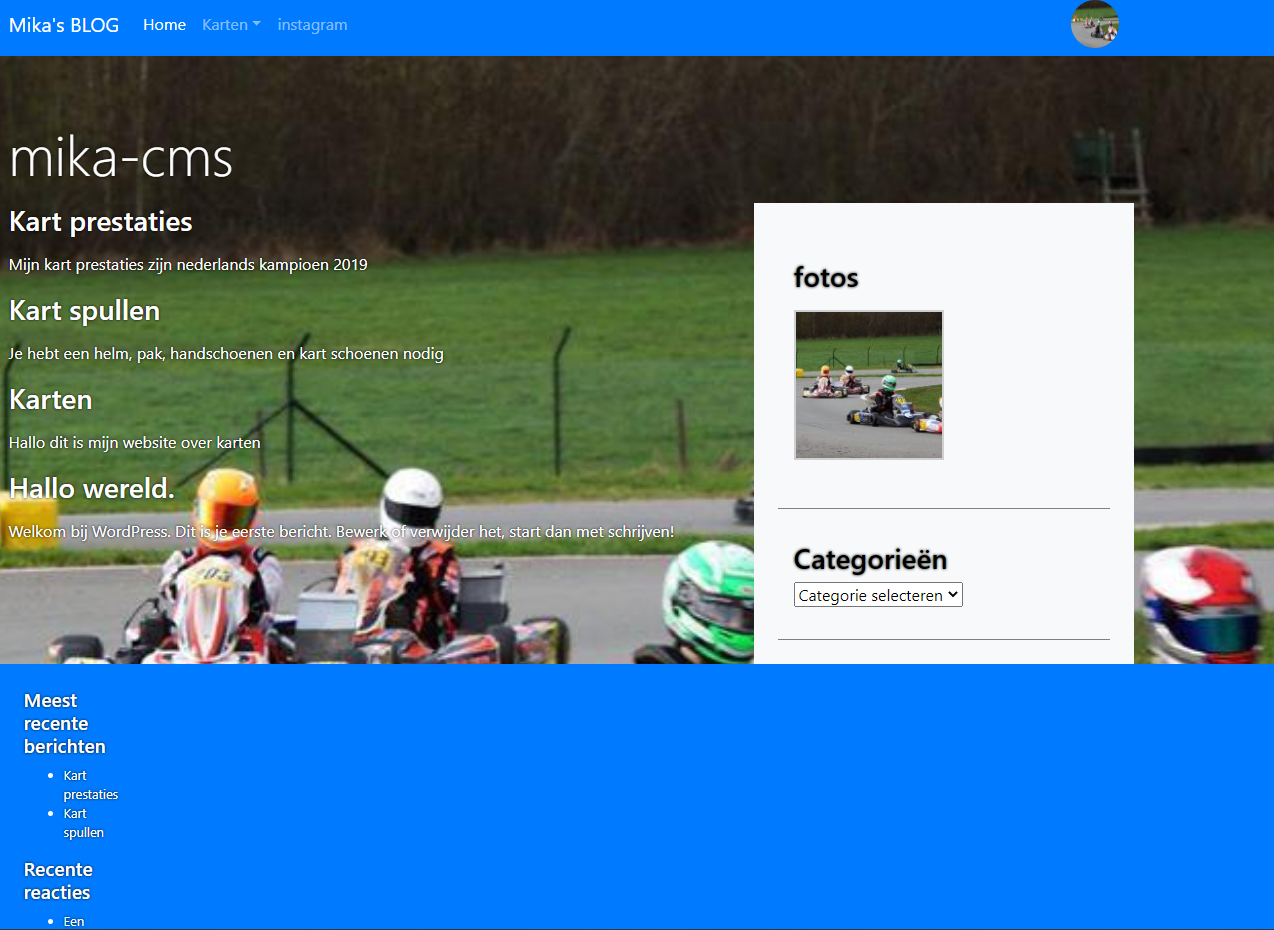 Mika's BLOG Home Karten instagram
mika-cms
Kart prestaties
Mijn kart prestaties zijn nederlands kampioen 2019
Kart spullen
Je hebt een helm, pak, handschoenen en kart schoenen nodig
Karten
Hallo dit is mijn website over karten
Hallo wereld.
Welkom bij WordPress. Dit is je eerste bericht. Bewerk of verwijder het, start dan met schrijven!
fotos
Categorieën
Categorie selecteren
Meest
recente
berichten
Kart
prestaties
Kart
spullen
Recente
reacties
Een